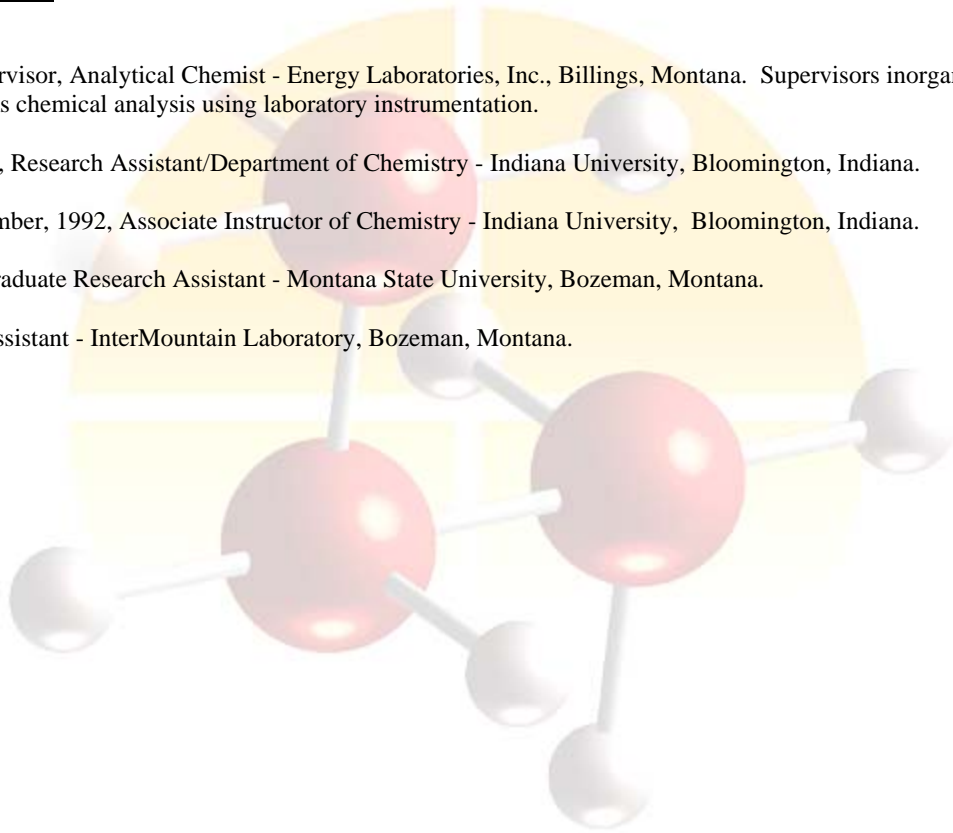 rvisor, Analytical Chemist - Energy Laboratories, Inc., Billings, Montana.  Supervisors inorgan
s chemical analysis using laboratory instrumentation.
, Research Assistant/Department of Chemistry - Indiana University, Bloomington, Indiana.
mber, 1992, Associate Instructor of Chemistry - Indiana University,  Bloomington, Indiana.
raduate Research Assistant - Montana State University, Bozeman, Montana.
ssistant - InterMountain Laboratory, Bozeman, Montana.